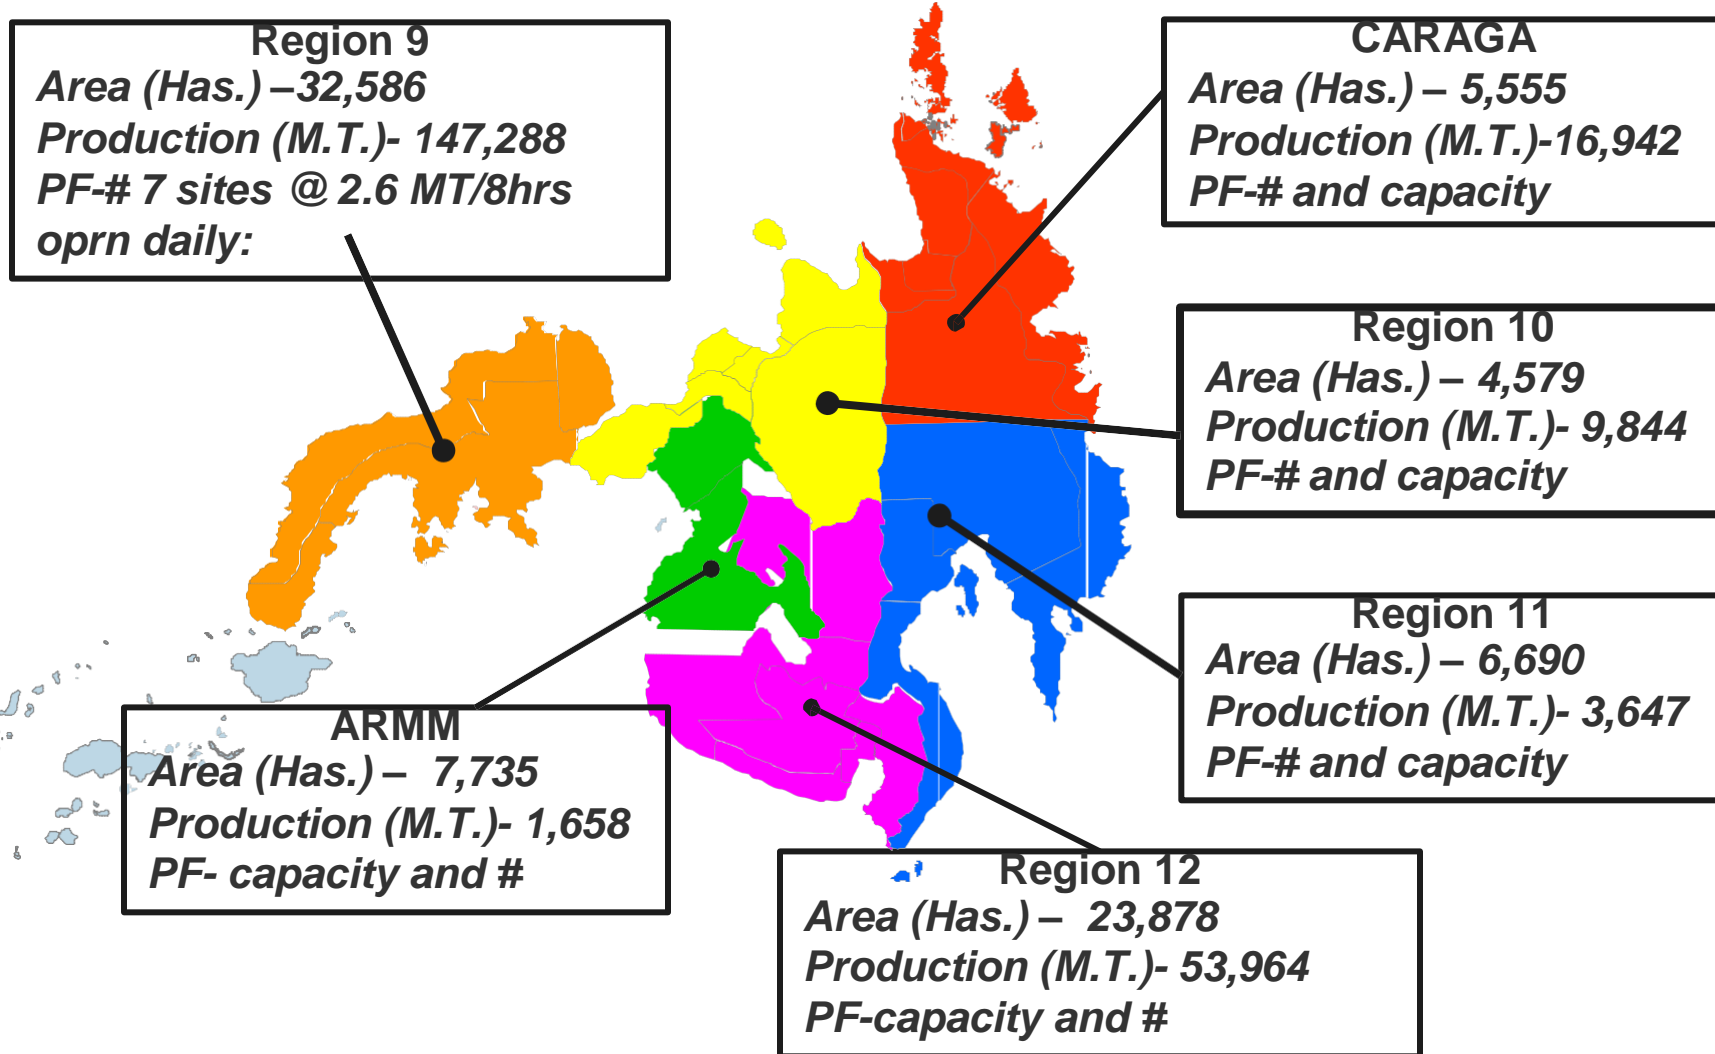 Region 9
Area (Has.) –32,586
Production (M.T.)- 147,288
PF-# 7 sites @ 2.6 MT/8hrs
oprn daily:
CARAGA
Area (Has.) – 5,555
Production (M.T.)-16,942
PF-# and capacity
Region 10
Area (Has.) – 4,579
Production (M.T.)- 9,844
PF-# and capacity
Region 11
Area (Has.) – 6,690
Production (M.T.)- 3,647
PF-# and capacity
ARMM
Area (Has.) – 7,735
Production (M.T.)- 1,658
PF- capacity and #
Region 12
Area (Has.) – 23,878
Production (M.T.)- 53,964
PF-capacity and #